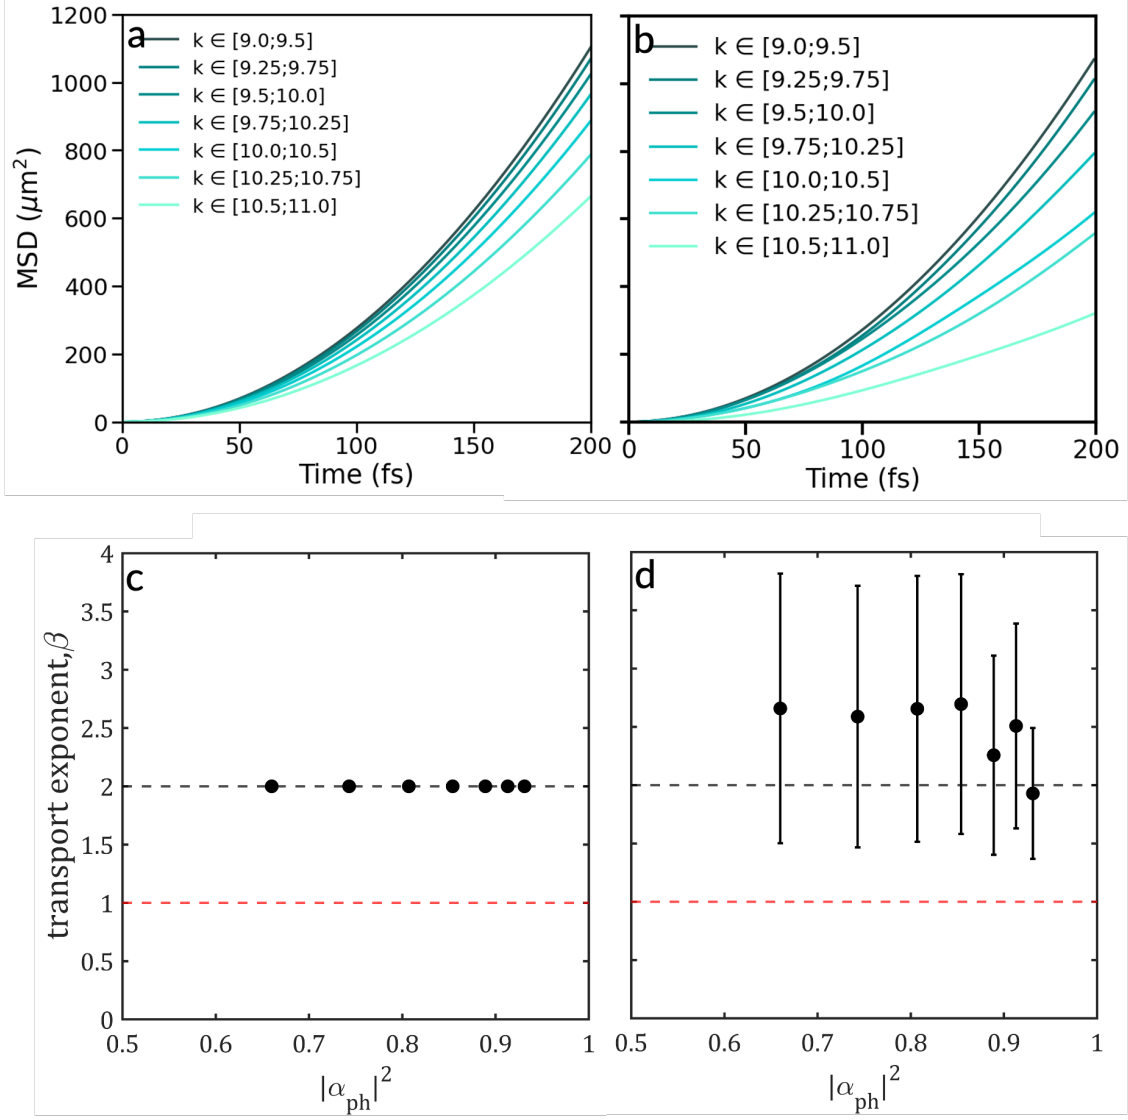 a
k ∈ [9.0;9.5]
k ∈ [9.25;9.75]
k ∈ [9.5;10.0]
k ∈ [9.75;10.25]
k ∈ [10.0;10.5]
k ∈ [10.25;10.75]
k ∈ [10.5;11.0]
MSD (μm²)
1200
1000
800
600
400
200
0
0 50 100 150 200
Time (fs)
b
k ∈ [9.0;9.5]
k ∈ [9.25;9.75]
k ∈ [9.5;10.0]
k ∈ [9.75;10.25]
k ∈ [10.0;10.5]
k ∈ [10.25;10.75]
k ∈ [10.5;11.0]
0 50 100 150 200
Time (fs)
c
transport exponent,β
4
3.5
3
2.5
2
1.5
1
0.5
0
0.5 0.6 0.7 0.8 0.9 1
|α_ph|²
d
0.5 0.6 0.7 0.8 0.9 1
|α_ph|²